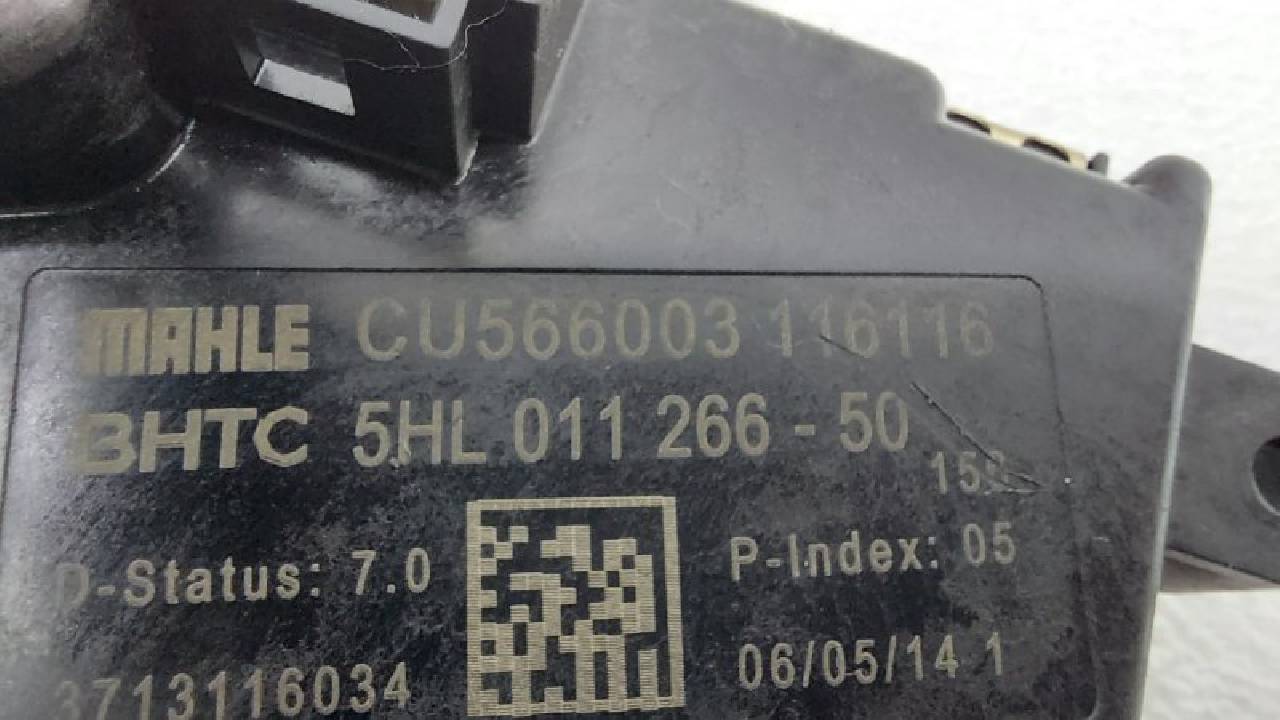 MAHLE CU566003 116116
BHTC 5HL 011 266 - 50
D-Status: 7.0
P-Index: 05
3713116034
06/05/14 1